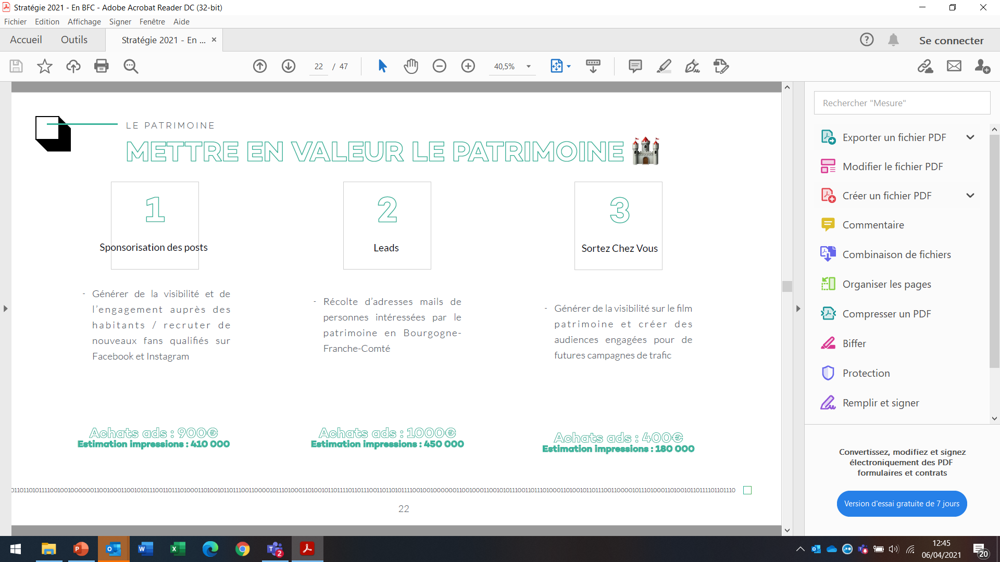 Stratégie 2021 - En BFC - Adobe Acrobat Reader DC (32-bit)
Fichier Edition Affichage Signer Fenêtre Aide
Accueil Outils Stratégie 2021 - En ... × Se connecter
22 / 47 40,5%
LE PATRIMOINE
METTRE EN VALEUR LE PATRIMOINE
1
Sponsorisation des posts
- Générer de la visibilité et de
l'engagement auprès des
habitants / recruter de
nouveaux fans qualifiés sur
Facebook et Instagram
Achats ads : 900€
Estimation impressions : 410 000
2
Leads
- Récolte d'adresses mails de
personnes intéressées par le
patrimoine en Bourgogne-
Franche-Comté
Achats ads : 1000€
Estimation impressions : 450 000
3
Sortez Chez Vous
- Générer de la visibilité sur le film
patrimoine et créer des
audiences engagées pour de
futures campagnes de trafic
Achats ads : 400€
Estimation impressions : 180 000
22
Rechercher "Mesure"
Exporter un fichier PDF
Modifier le fichier PDF
Créer un fichier PDF
Commentaire
Combinaison de fichiers
Organiser les pages
Compresser un PDF
Biffer
Protection
Remplir et signer
Convertissez, modifiez et signez
électroniquement des PDF
formulaires et contrats
Version d'essai gratuite de 7 jours
12:45
06/04/2021
20